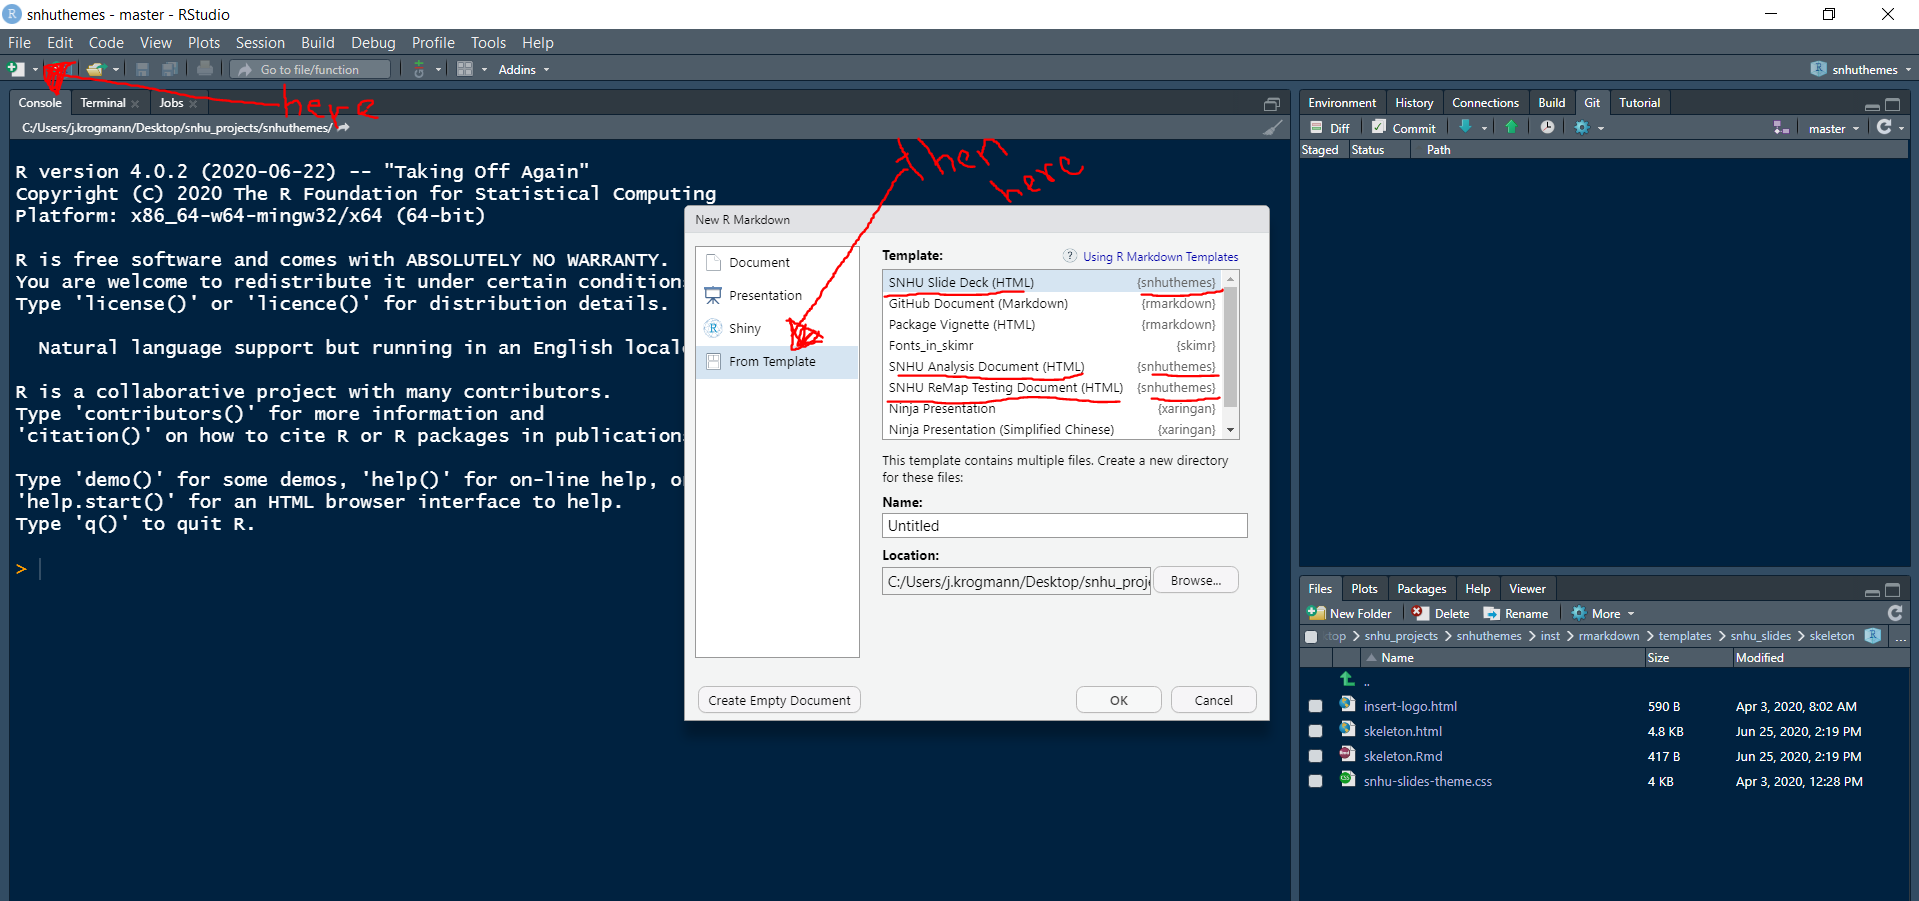 snhuthemes - master - RStudio
File Edit Code View Plots Session Build Debug Profile Tools Help
Go to file/function Addins snhuthemes
Console Terminal Jobs
here
C:/Users/j.krogmann/Desktop/snhu_projects/snhuthemes/
R version 4.0.2 (2020-06-22) -- "Taking Off Again"
Copyright (C) 2020 The R Foundation for Statistical Computing
Platform: x86_64-w64-mingw32/x64 (64-bit)
R is free software and comes with ABSOLUTELY NO WARRANTY.
You are welcome to redistribute it under certain condition
Type 'license()' or 'licence()' for distribution details.
Natural language support but running in an English local
R is a collaborative project with many contributors.
Type 'contributors()' for more information and
'citation()' on how to cite R or R packages in publication
Type 'demo()' for some demos, 'help()' for on-line help, o
'help.start()' for an HTML browser interface to help.
Type 'q()' to quit R.
>
then
here
New R Markdown
Document
Presentation
Shiny
From Template
Template: Using R Markdown Templates
SNHU Slide Deck (HTML) {snhuthemes}
GitHub Document (Markdown) {rmarkdown}
Package Vignette (HTML) {rmarkdown}
Fonts_in_skimr {skimr}
SNHU Analysis Document (HTML) {snhuthemes}
SNHU ReMap Testing Document (HTML) {snhuthemes}
Ninja Presentation {xaringan}
Ninja Presentation (Simplified Chinese) {xaringan}
This template contains multiple files. Create a new directory
for these files:
Name:
Untitled
Location:
C:/Users/j.krogmann/Desktop/snhu_proj Browse...
Create Empty Document OK Cancel
Environment History Connections Build Git Tutorial
Diff Commit master
Staged Status Path
Files Plots Packages Help Viewer
New Folder Delete Rename More
top snhu_projects snhuthemes inst rmarkdown templates snhu_slides skeleton ...
Name Size Modified
..
insert-logo.html 590 B Apr 3, 2020, 8:02 AM
skeleton.html 4.8 KB Jun 25, 2020, 2:19 PM
skeleton.Rmd 417 B Jun 25, 2020, 2:19 PM
snhu-slides-theme.css 4 KB Apr 3, 2020, 12:28 PM